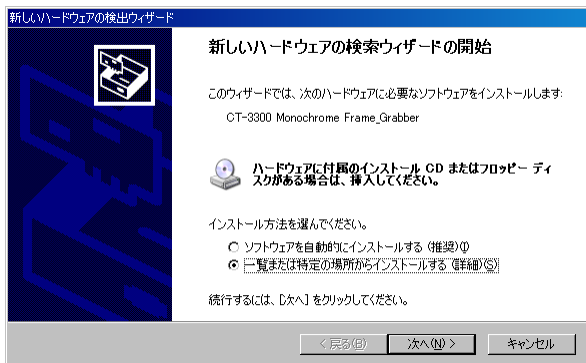 新しいハードウェアの検出ウィザード
新しいハードウェアの検索ウィザードの開始
このウィザードでは、次のハードウェアに必要なソフトウェアをインストールします:
CT-3300 Monochrome Frame_Grabber
ハードウェアに付属のインストール CD またはフロッピー ディ
スクがある場合は、挿入してください。
インストール方法を選んでください。
ソフトウェアを自動的にインストールする (推奨)(I)
一覧または特定の場所からインストールする (詳細)(S)
続行するには、[次へ] をクリックしてください。
< 戻る(B) 次へ(N) > キャンセル